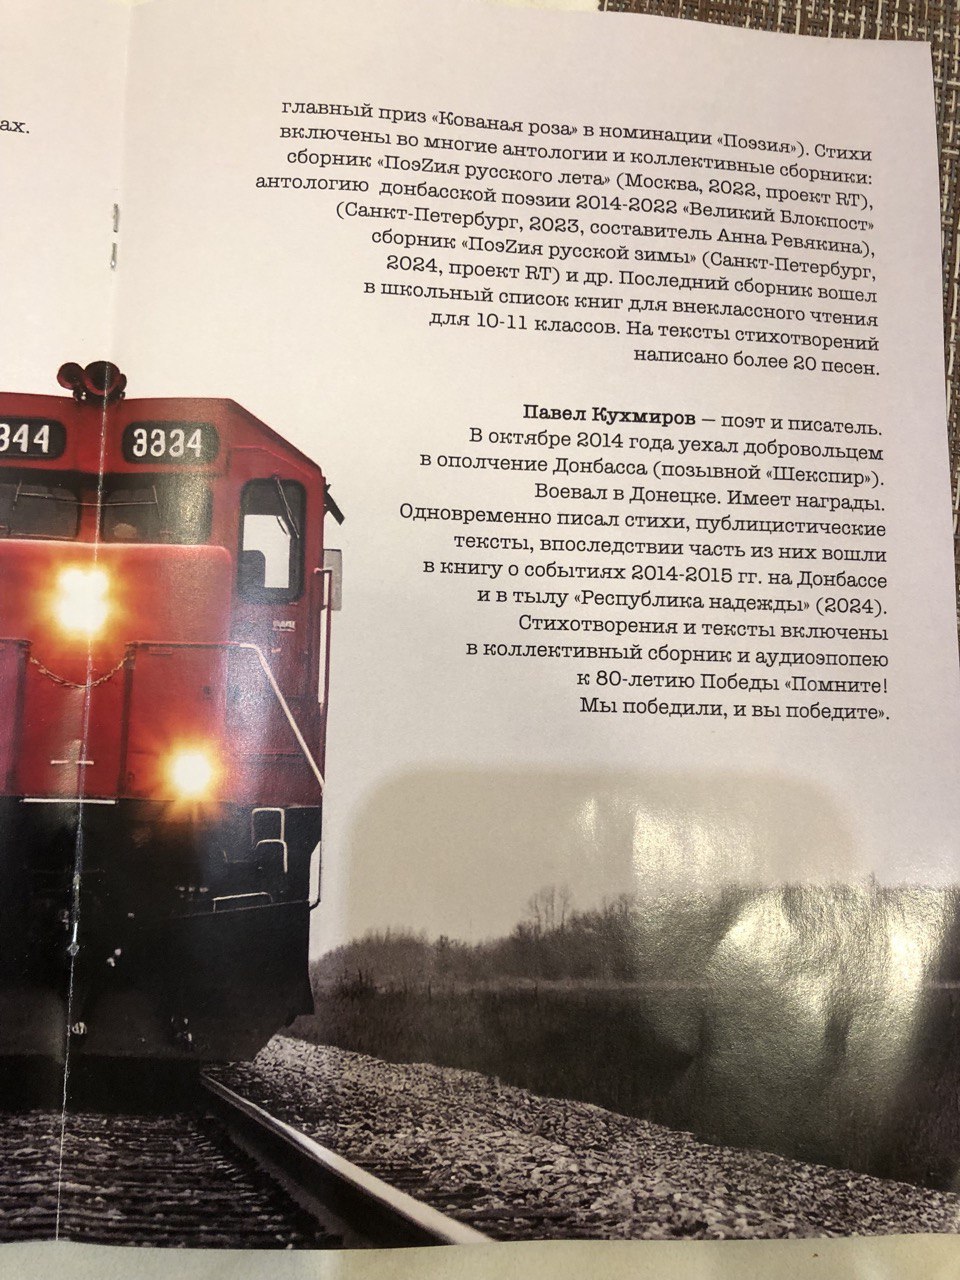 ах.
главный приз «Кованая роза» в номинации «Поэзия»). Стихи
включены во многие антологии и коллективные сборники:
сборник «ПоэZия русского лета» (Москва, 2022, проект RT),
антологию донбасской поэзии 2014-2022 «Великий Блокпост»
(Санкт-Петербург, 2023, составитель Анна Ревякина),
сборник «ПоэZия русской зимы» (Санкт-Петербург,
2024, проект RT) и др. Последний сборник вошел
в школьный список книг для внеклассного чтения
для 10-11 классов. На тексты стихотворений
написано более 20 песен.
Павел Кухмиров — поэт и писатель.
В октябре 2014 года уехал добровольцем
в ополчение Донбасса (позывной «Шекспир»).
Воевал в Донецке. Имеет награды.
Одновременно писал стихи, публицистические
тексты, впоследствии часть из них вошли
в книгу о событиях 2014-2015 гг. на Донбассе
и в тылу «Республика надежды» (2024).
Стихотворения и тексты включены
в коллективный сборник и аудиоэпопею
к 80-летию Победы «Помните!
Мы победили, и вы победите».
344 3334